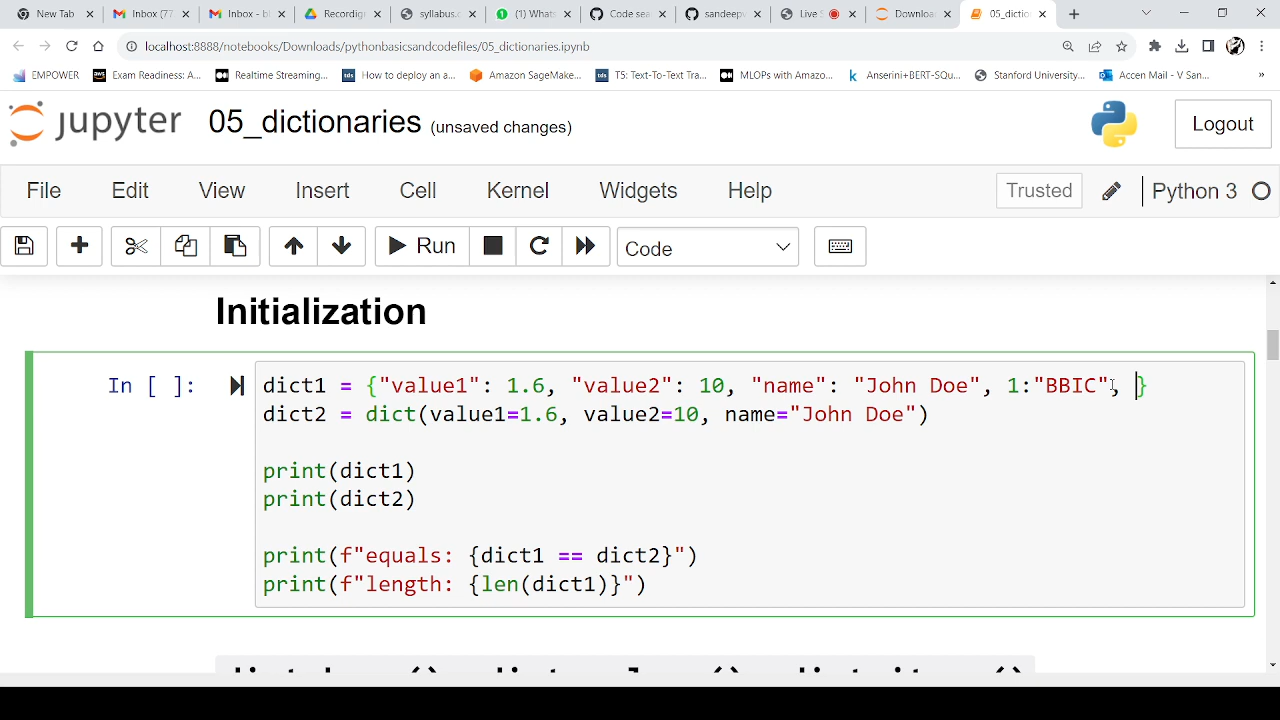 New Tab
Inbox (77
Inbox - bl
Recordig
syllabus.c
(1) What
Code sea
sandeepv
Live
Downloa
05_dictio
localhost:8888/notebooks/Downloads/pythonbasicsandcodefiles/05_dictionaries.ipynb
EMPOWER
Exam Readiness: A...
Realtime Streaming...
How to deploy an a...
Amazon SageMake...
T5: Text-To-Text Tra...
MLOPs with Amazo...
Anserini+BERT-SQu...
Stanford University...
Accen Mail - V San...
»
jupyter 05_dictionaries (unsaved changes)
Logout
File Edit View Insert Cell Kernel Widgets Help
Trusted
Python 3
Run
Code
Initialization
In [ ]:
dict1 = {"value1": 1.6, "value2": 10, "name": "John Doe", 1:"BBIC", }
dict2 = dict(value1=1.6, value2=10, name="John Doe")
print(dict1)
print(dict2)
print(f"equals: {dict1 == dict2}")
print(f"length: {len(dict1)}")